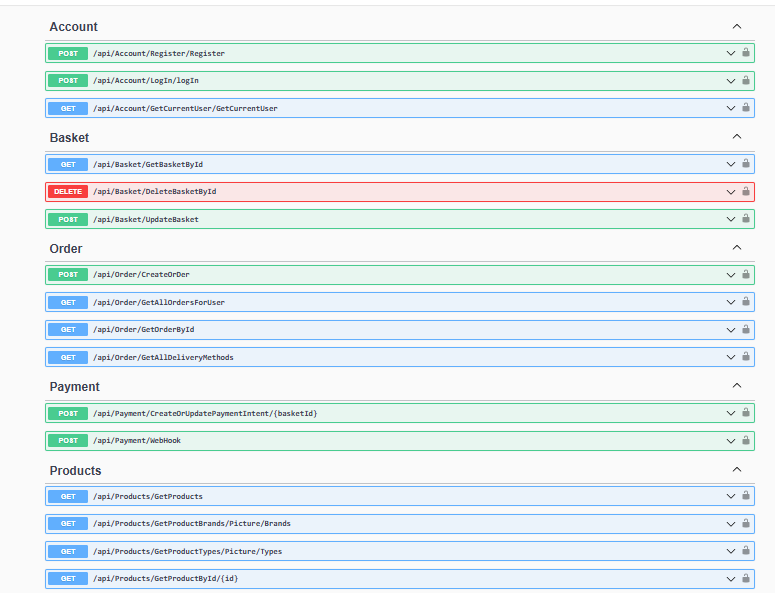 Account
POST /api/Account/Register/Register
POST /api/Account/LogIn/logIn
GET /api/Account/GetCurrentUser/GetCurrentUser
Basket
GET /api/Basket/GetBasketById
DELETE /api/Basket/DeleteBasketById
POST /api/Basket/UpdateBasket
Order
POST /api/Order/CreateOrDer
GET /api/Order/GetAllOrdersForUser
GET /api/Order/GetOrderById
GET /api/Order/GetAllDeliveryMethods
Payment
POST /api/Payment/CreateOrUpdatePaymentIntent/{basketId}
POST /api/Payment/WebHook
Products
GET /api/Products/GetProducts
GET /api/Products/GetProductBrands/Picture/Brands
GET /api/Products/GetProductTypes/Picture/Types
GET /api/Products/GetProductById/{id}